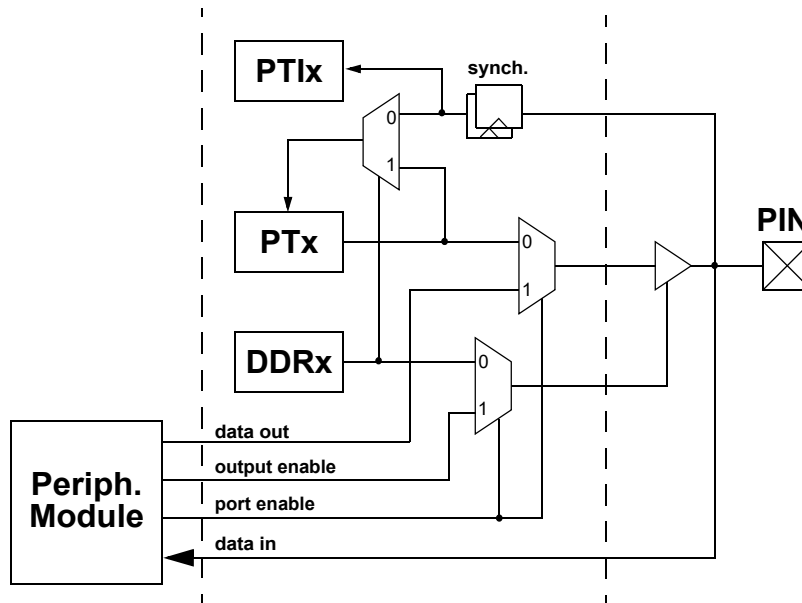 PTIx
synch.
0
1
PTx
PIN
0
1
DDRx
0
1
data out
output enable
Periph.
Module
port enable
data in